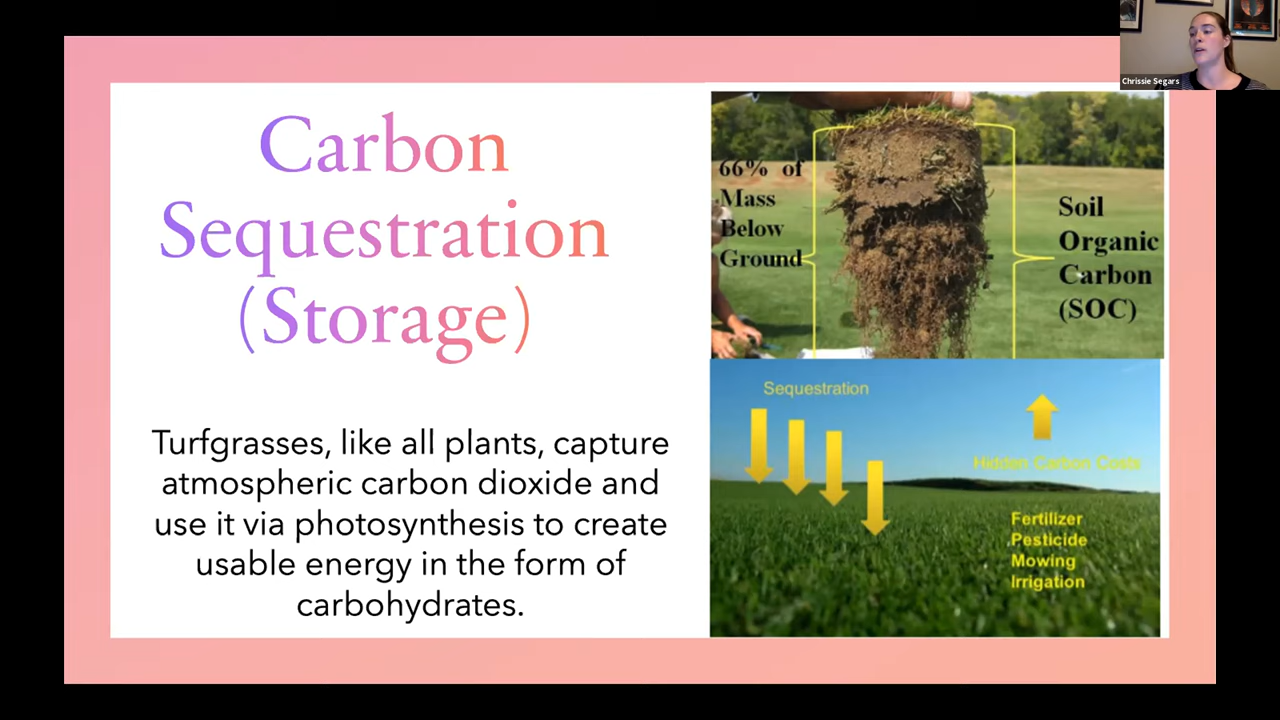 Carbon
Sequestration
(Storage)
Turfgrasses, like all plants, capture
atmospheric carbon dioxide and
use it via photosynthesis to create
usable energy in the form of
carbohydrates.
66% of
Mass
Below
Ground
Soil
Organic
Carbon
(SOC)
Sequestration
Hidden Carbon Costs
Fertilizer
Pesticide
Mowing
Irrigation
Chrissie Segars